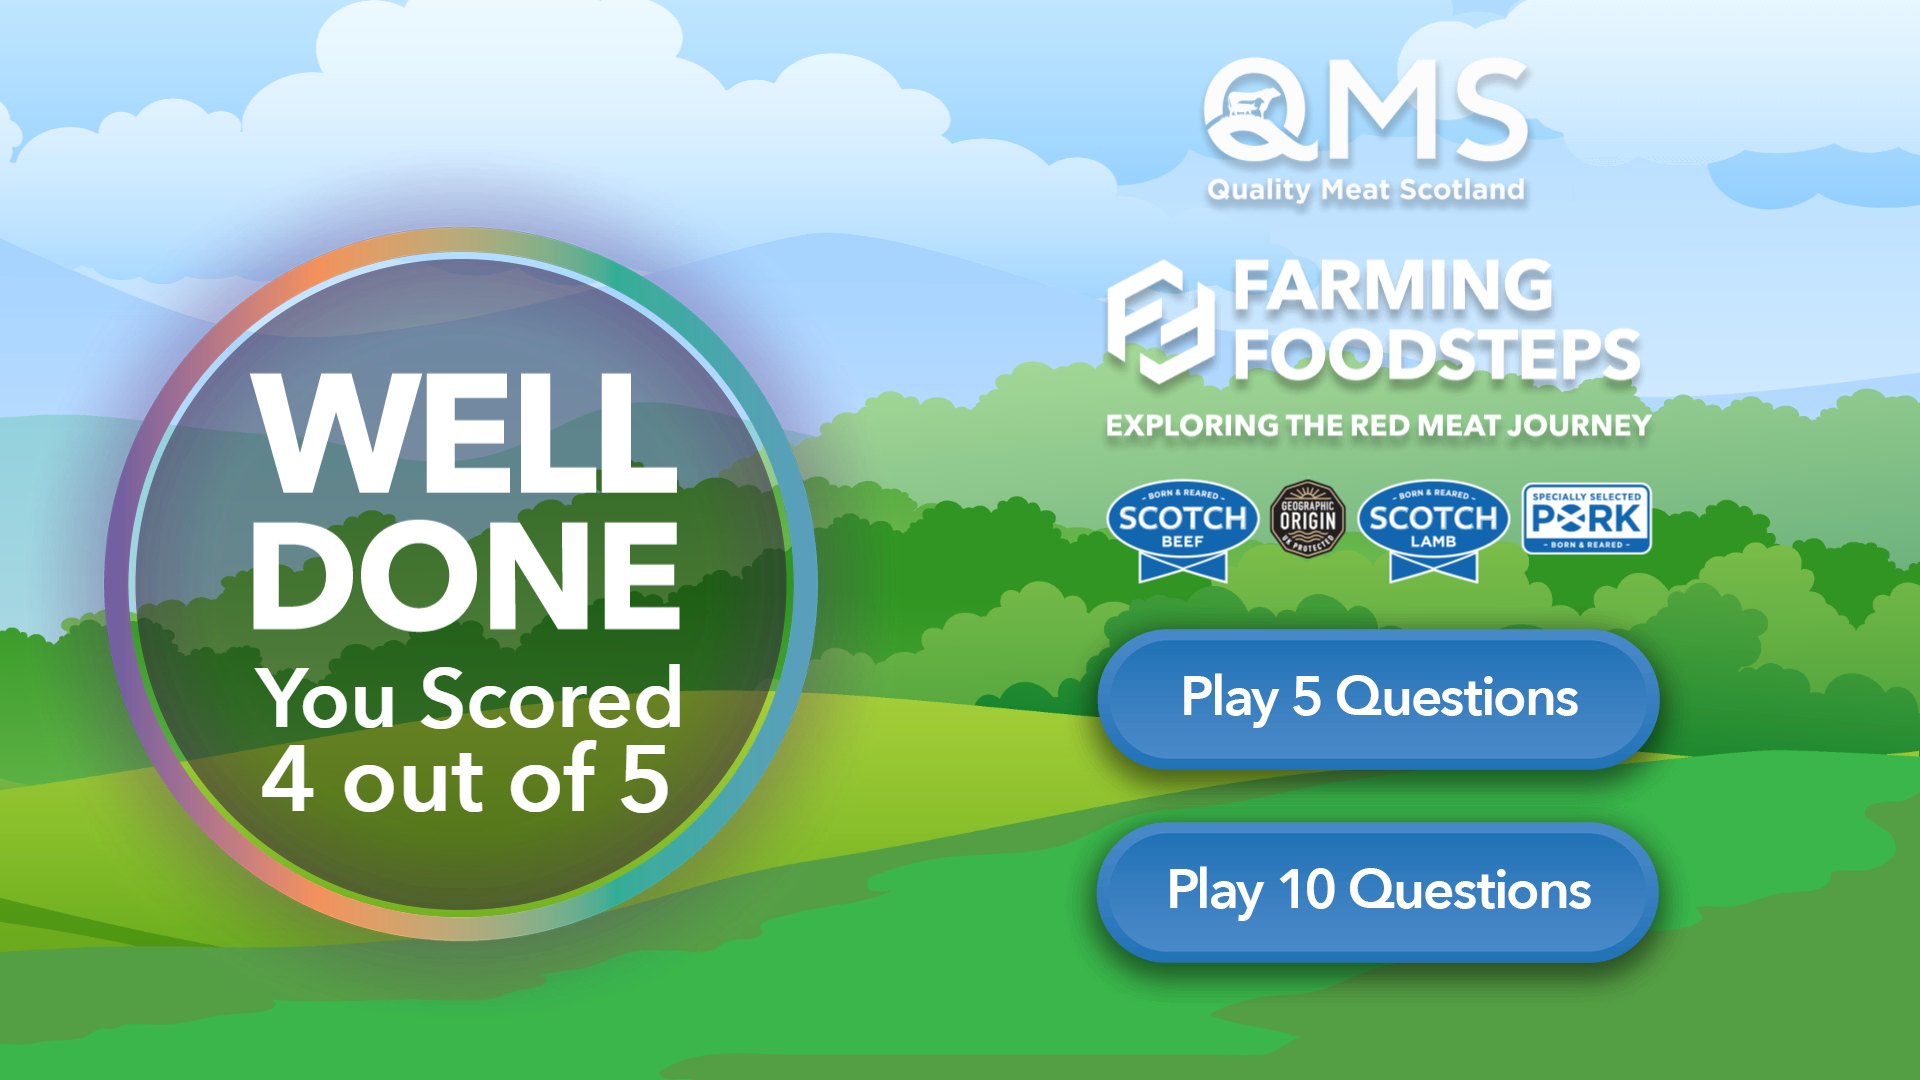 WELL
DONE
You Scored
4 out of 5
QMS
Quality Meat Scotland
FARMING
FOODSTEPS
EXPLORING THE RED MEAT JOURNEY
- BORN & REARED -
SCOTCH
BEEF
GEOGRAPHIC
ORIGIN
UK PROTECTED
- BORN & REARED -
SCOTCH
LAMB
SPECIALLY SELECTED
PORK
- BORN & REARED -
Play 5 Questions
Play 10 Questions